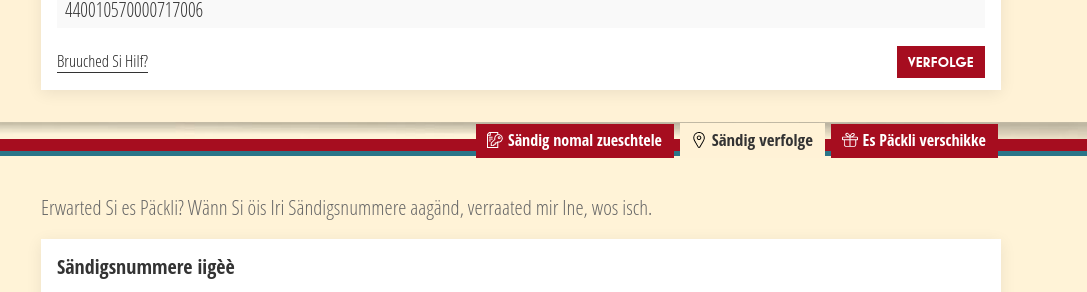 440010570000717006
Bruuched Si Hilf?
VERFOLGE
Sändig nomal zueschtele
Sändig verfolge
Es Päckli verschikke
Erwarted Si es Päckli? Wänn Si öis Iri Sändigsnummere aagänd, verraated mir Ine, wos isch.
Sändigsnummere iigèè